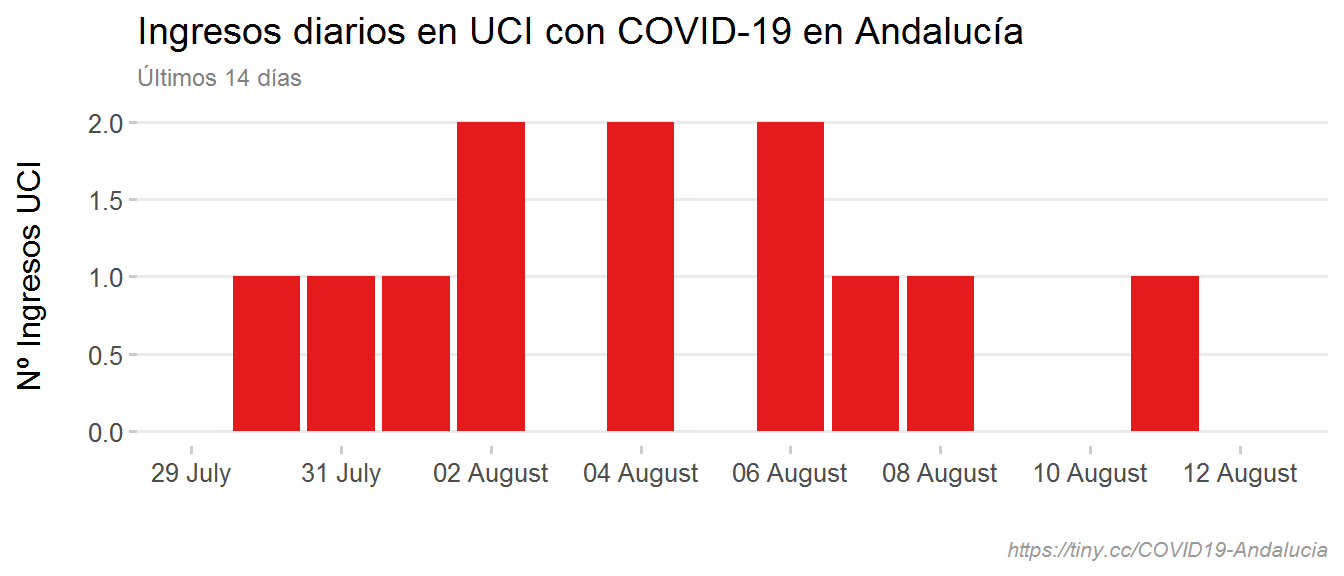 Ingresos diarios en UCI con COVID-19 en Andalucía
Últimos 14 días
Nº Ingresos UCI
2.0
1.5
1.0
0.5
0.0
29 July 31 July 02 August 04 August 06 August 08 August 10 August 12 August
https://tiny.cc/COVID19-Andalucia